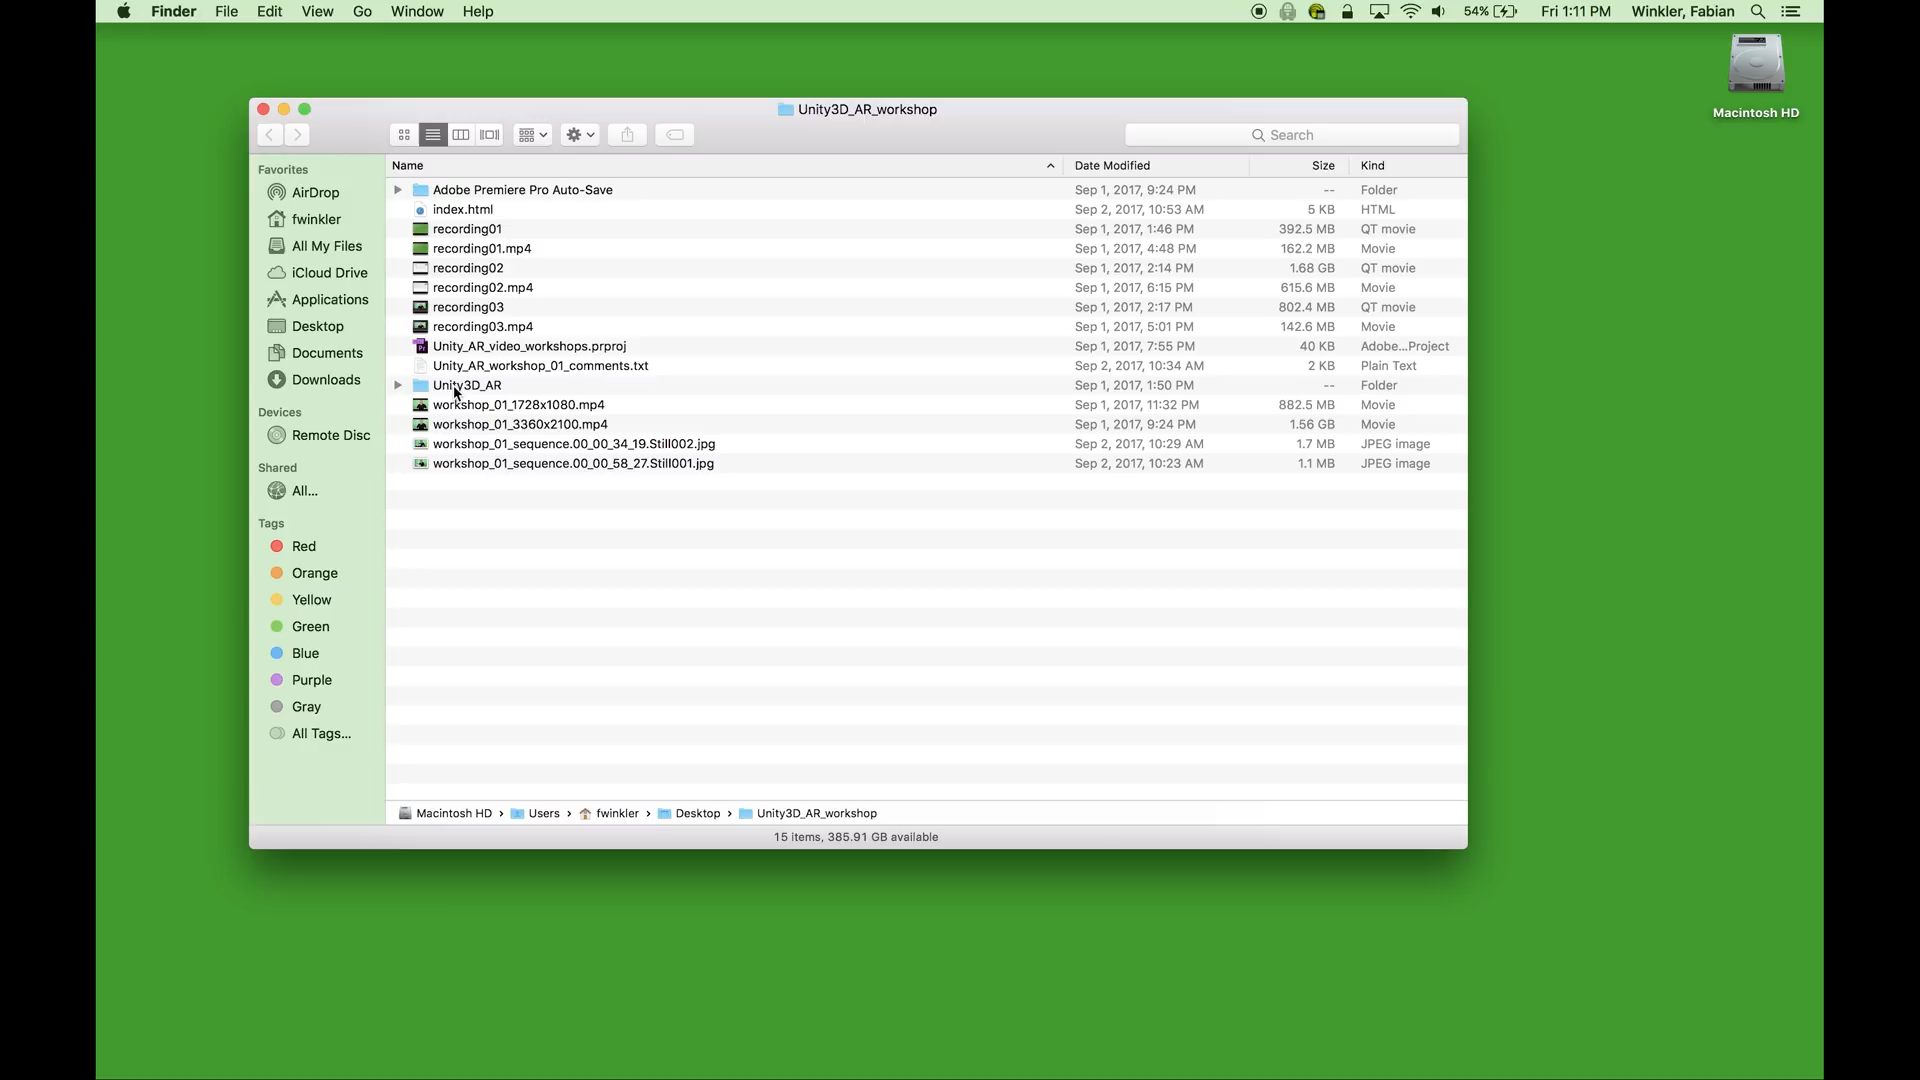 Finder File Edit View Go Window Help 54% Fri 1:11 PM Winkler, Fabian
Macintosh HD
Unity3D_AR_workshop
Search
Favorites
AirDrop
fwinkler
All My Files
iCloud Drive
Applications
Desktop
Documents
Downloads
Devices
Remote Disc
Shared
All...
Tags
Red
Orange
Yellow
Green
Blue
Purple
Gray
All Tags...
Name Date Modified Size Kind
Adobe Premiere Pro Auto-Save Sep 1, 2017, 9:24 PM -- Folder
index.html Sep 2, 2017, 10:53 AM 5 KB HTML
recording01 Sep 1, 2017, 1:46 PM 392.5 MB QT movie
recording01.mp4 Sep 1, 2017, 4:48 PM 162.2 MB Movie
recording02 Sep 1, 2017, 2:14 PM 1.68 GB QT movie
recording02.mp4 Sep 1, 2017, 6:15 PM 615.6 MB Movie
recording03 Sep 1, 2017, 2:17 PM 802.4 MB QT movie
recording03.mp4 Sep 1, 2017, 5:01 PM 142.6 MB Movie
Unity_AR_video_workshops.prproj Sep 1, 2017, 7:55 PM 40 KB Adobe...Project
Unity_AR_workshop_01_comments.txt Sep 2, 2017, 10:34 AM 2 KB Plain Text
Unity3D_AR Sep 1, 2017, 1:50 PM -- Folder
workshop_01_1728x1080.mp4 Sep 1, 2017, 11:32 PM 882.5 MB Movie
workshop_01_3360x2100.mp4 Sep 1, 2017, 9:24 PM 1.56 GB Movie
workshop_01_sequence.00_00_34_19.Still002.jpg Sep 2, 2017, 10:29 AM 1.7 MB JPEG image
workshop_01_sequence.00_00_58_27.Still001.jpg Sep 2, 2017, 10:23 AM 1.1 MB JPEG image
Macintosh HD › Users › fwinkler › Desktop › Unity3D_AR_workshop
15 items, 385.91 GB available